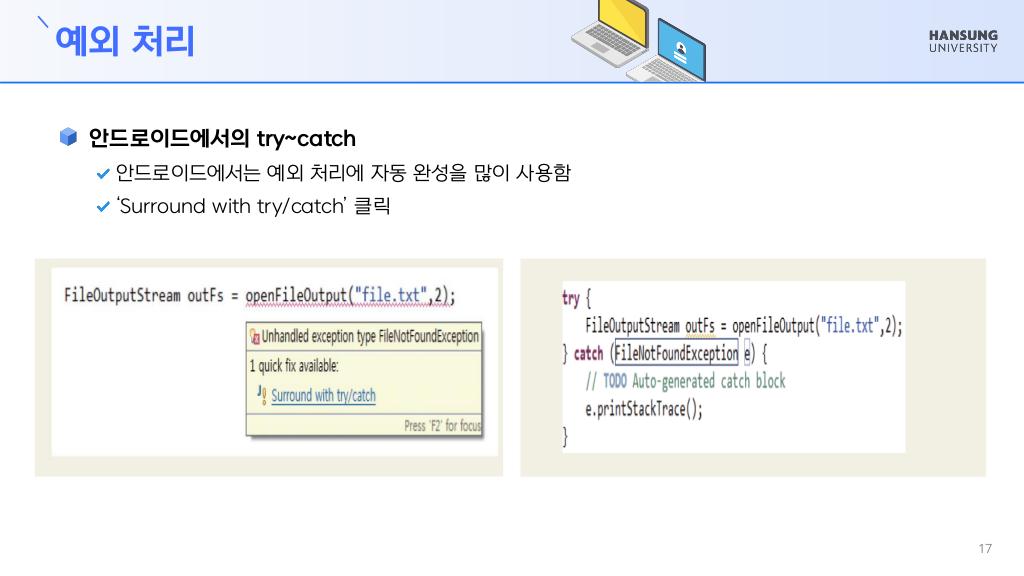 예외 처리
HANSUNG
UNIVERSITY
안드로이드에서의 try~catch
안드로이드에서는 예외 처리에 자동 완성을 많이 사용함
‘Surround with try/catch’ 클릭
FileOutputStream outFs = openFileOutput("file.txt",2);
Unhandled exception type FileNotFoundException
1 quick fix available:
Surround with try/catch
Press 'F2' for focus
try {
FileOutputStream outFs = openFileOutput("file.txt",2);
} catch (FileNotFoundException e) {
// TODO Auto-generated catch block
e.printStackTrace();
}
17